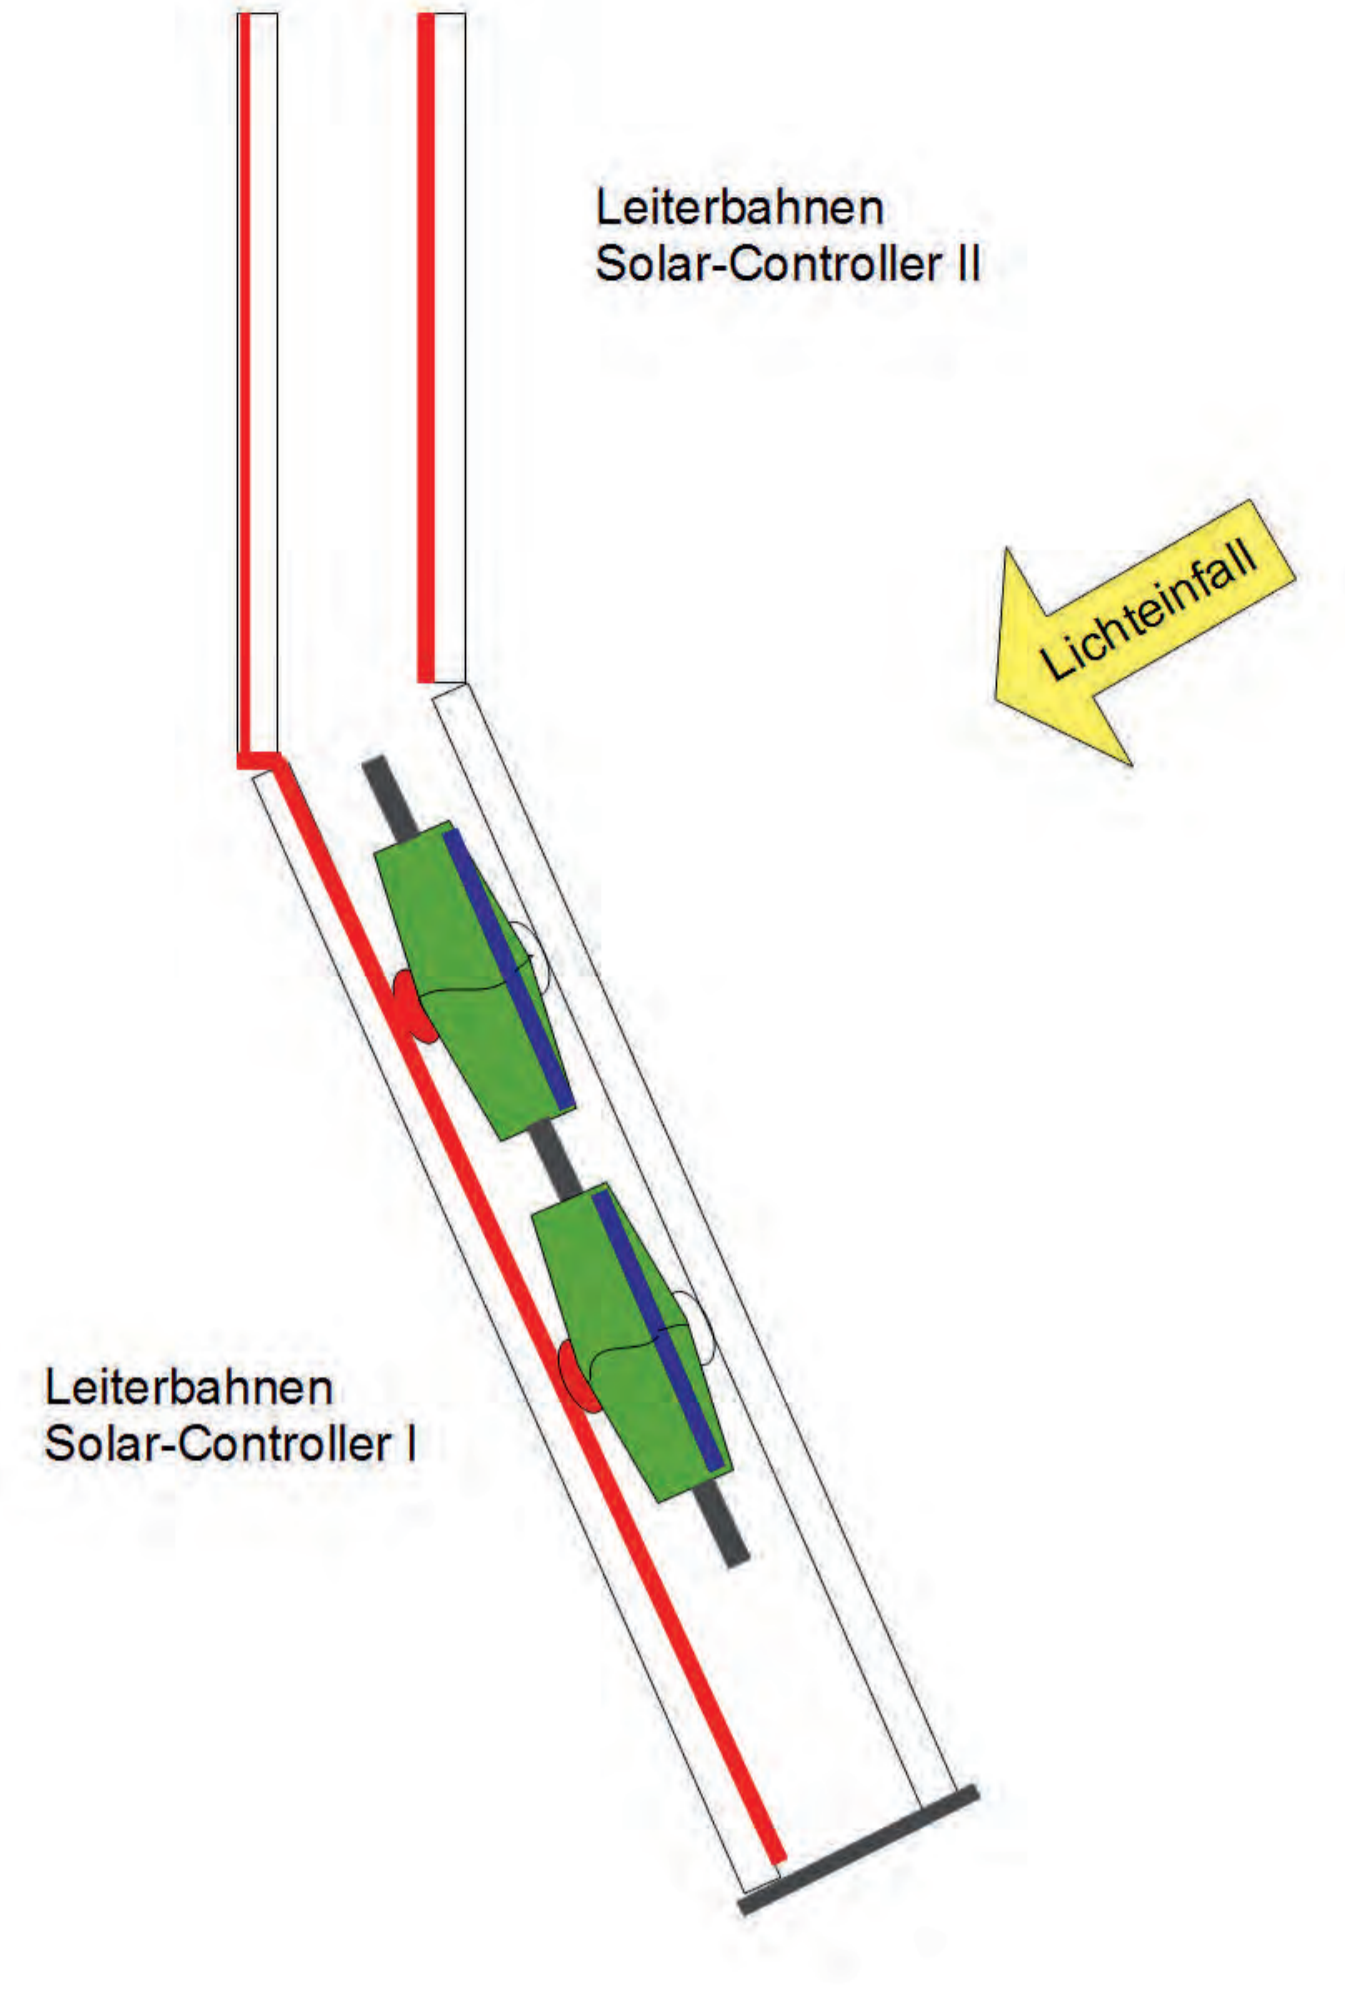 Leiterbahnen
Solar-Controller II
Lichteinfall
Leiterbahnen
Solar-Controller I